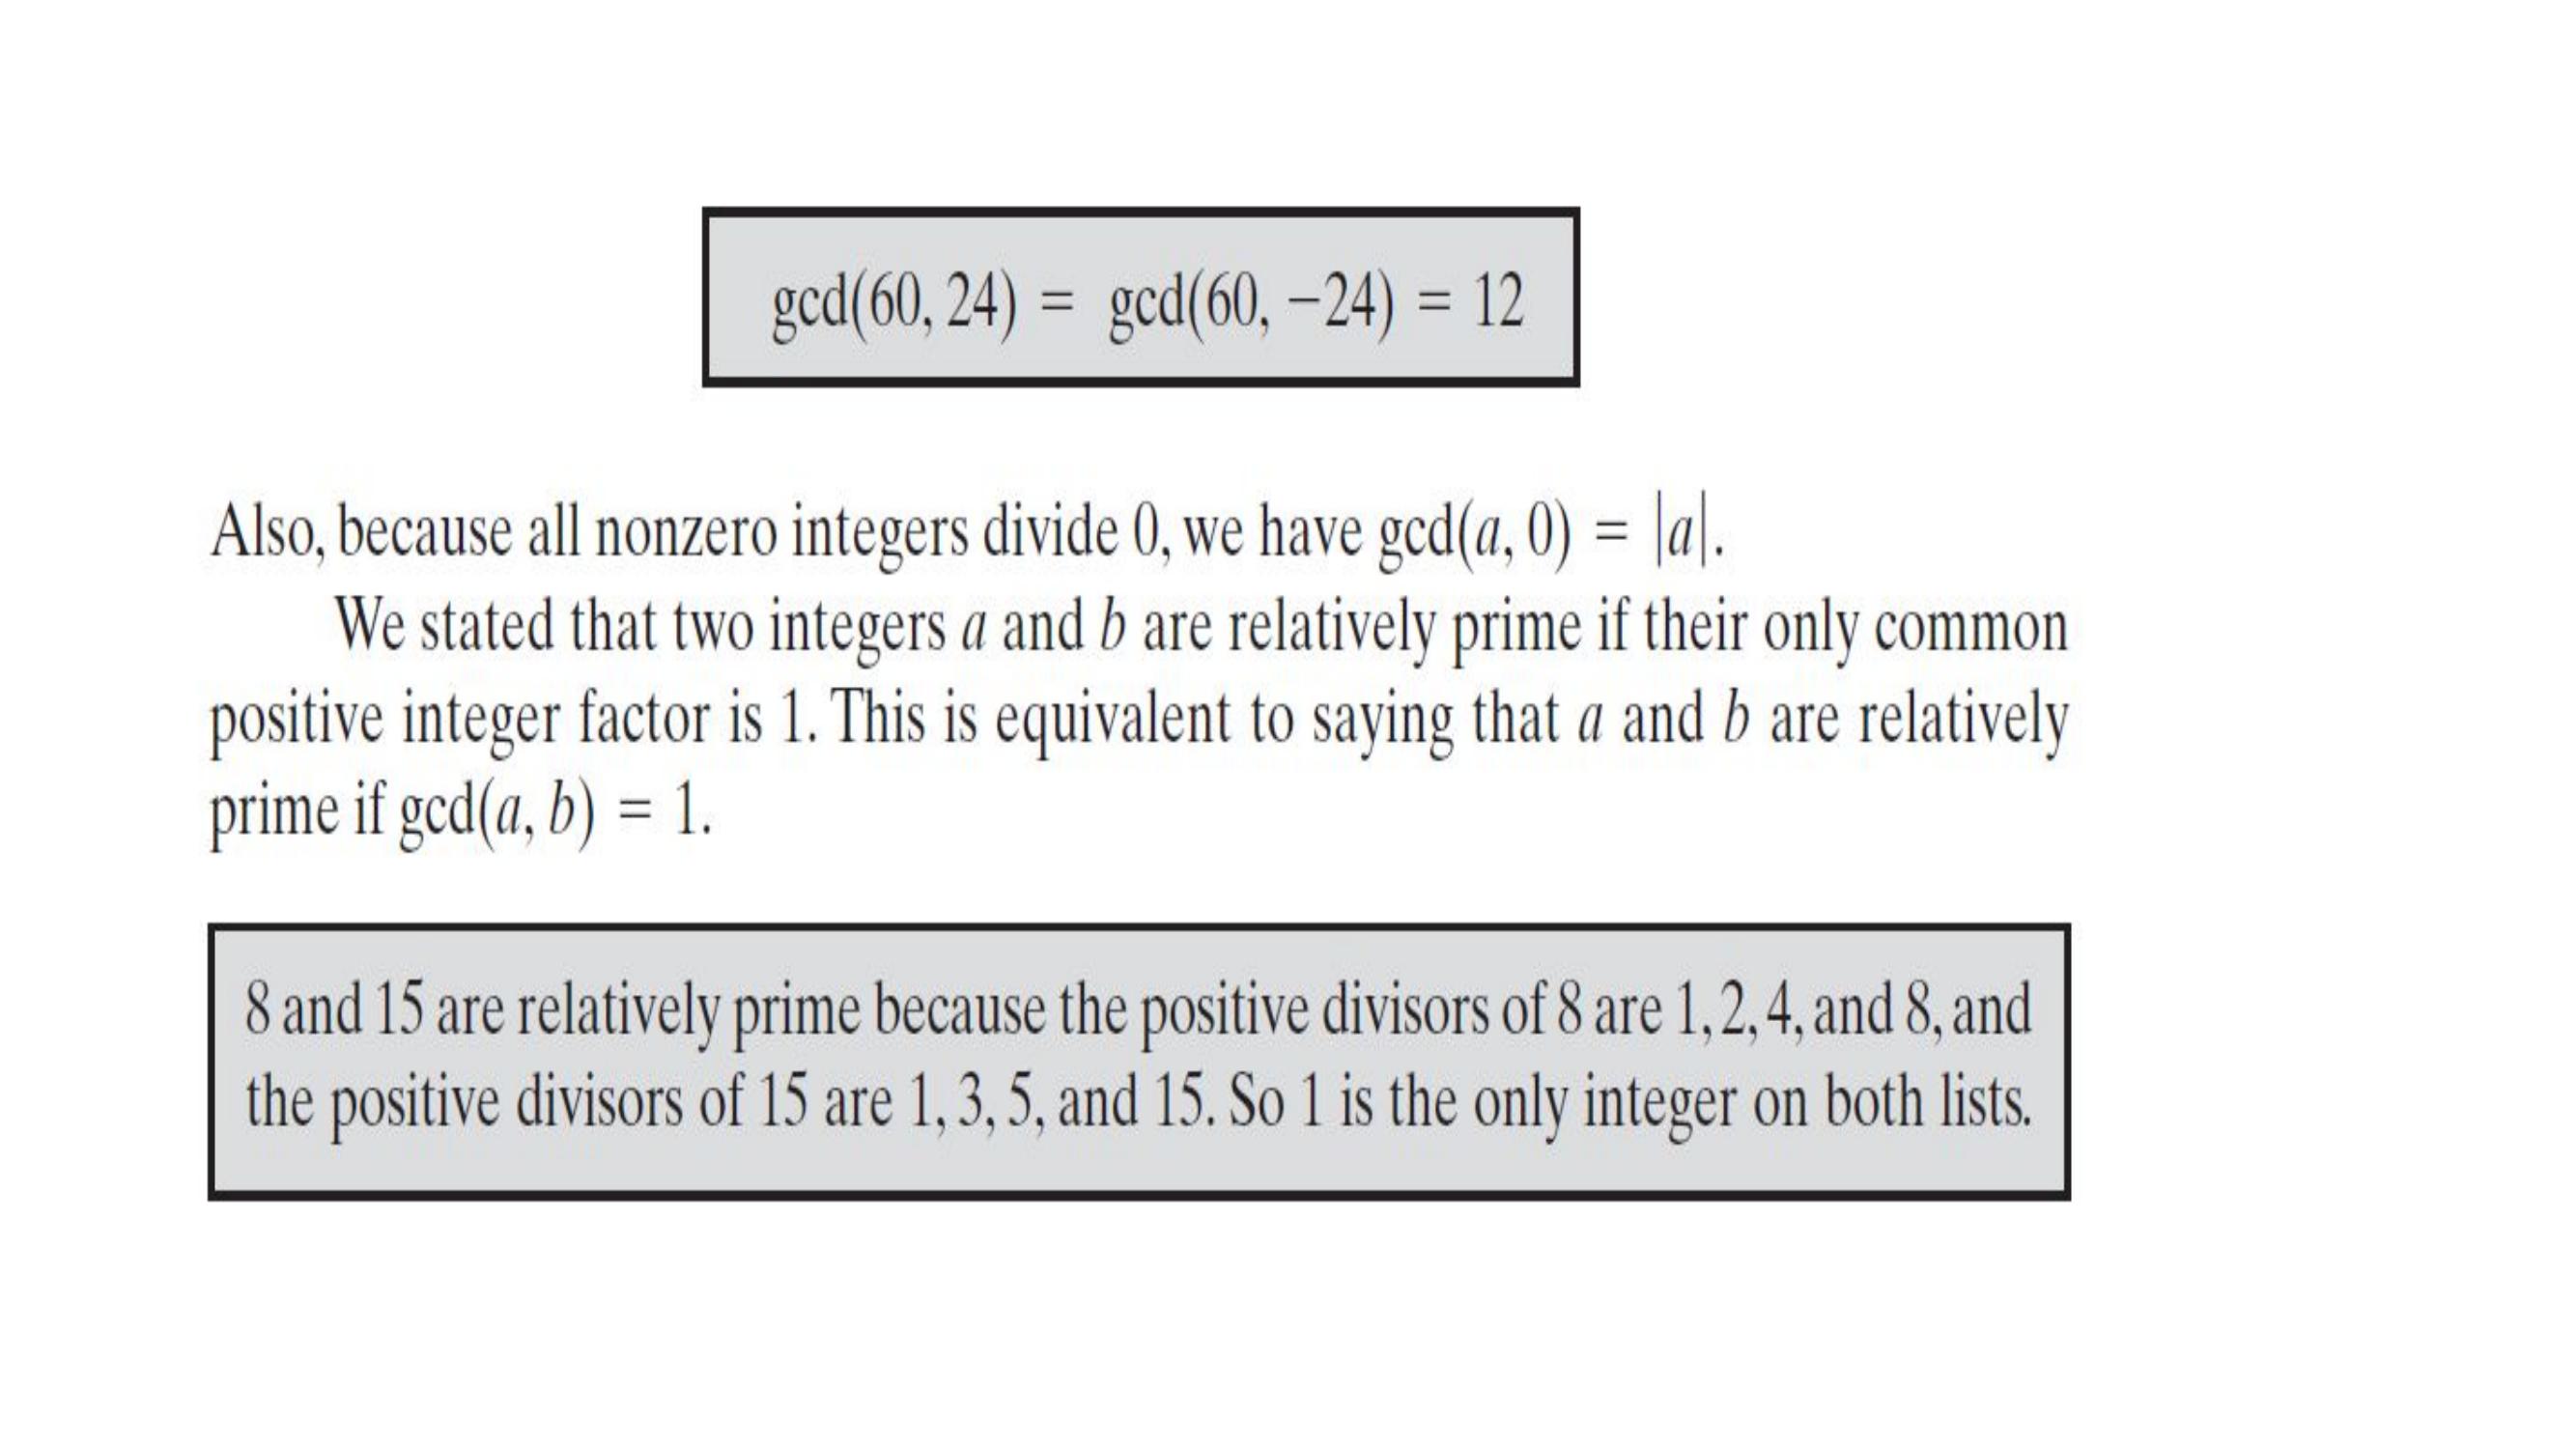 gcd(60, 24) = gcd(60, −24) = 12
Also, because all nonzero integers divide 0, we have gcd(a, 0) = |a|.
We stated that two integers a and b are relatively prime if their only common
positive integer factor is 1. This is equivalent to saying that a and b are relatively
prime if gcd(a, b) = 1.
8 and 15 are relatively prime because the positive divisors of 8 are 1, 2, 4, and 8, and
the positive divisors of 15 are 1, 3, 5, and 15. So 1 is the only integer on both lists.